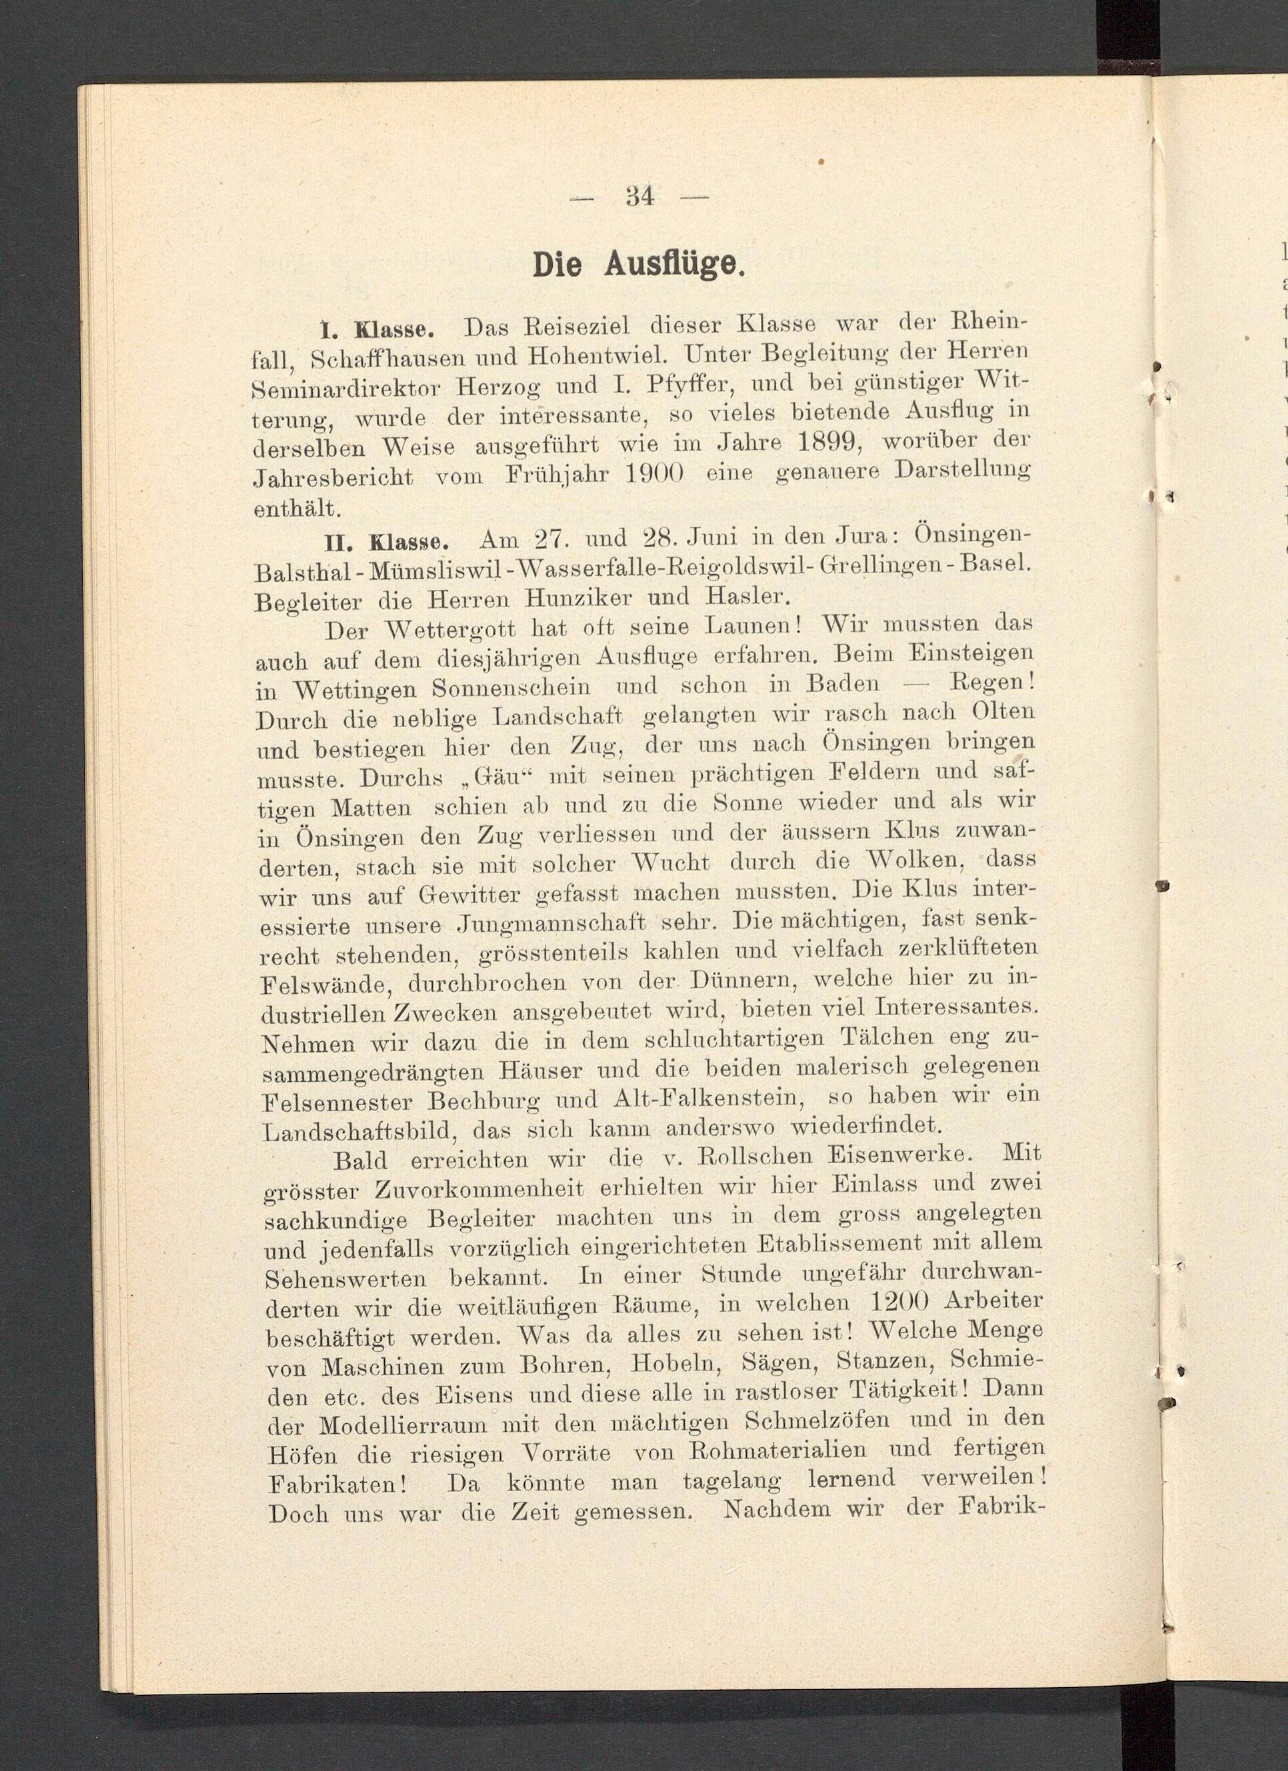 — 34 —
Die Ausflüge.
I. Klasse. Das Reiseziel dieser Klasse war der Rhein-
fall, Schaffhausen und Hohentwiel. Unter Begleitung der Herren
Seminardirektor Herzog und I. Pfyffer, und bei günstiger Wit-
terung, wurde der interessante, so vieles bietende Ausflug in
derselben Weise ausgeführt wie im Jahre 1899, worüber der
Jahresbericht vom Frühjahr 1900 eine genauere Darstellung
enthält.
II. Klasse. Am 27. und 28. Juni in den Jura: Önsingen-
Balsthal-Mümsliswil-Wasserfalle-Reigoldswil-Grellingen-Basel.
Begleiter die Herren Hunziker und Hasler.
Der Wettergott hat oft seine Launen! Wir mussten das
auch auf dem diesjährigen Ausfluge erfahren. Beim Einsteigen
in Wettingen Sonnenschein und schon in Baden — Regen!
Durch die neblige Landschaft gelangten wir rasch nach Olten
und bestiegen hier den Zug, der uns nach Önsingen bringen
musste. Durchs „Gäu“ mit seinen prächtigen Feldern und saf-
tigen Matten schien ab und zu die Sonne wieder und als wir
in Önsingen den Zug verliessen und der äussern Klus zuwan-
derten, stach sie mit solcher Wucht durch die Wolken, dass
wir uns auf Gewitter gefasst machen mussten. Die Klus inter-
essierte unsere Jungmannschaft sehr. Die mächtigen, fast senk-
recht stehenden, grösstenteils kahlen und vielfach zerklüfteten
Felswände, durchbrochen von der Dünnern, welche hier zu in-
dustriellen Zwecken ansgebeutet wird, bieten viel Interessantes.
Nehmen wir dazu die in dem schluchtartigen Tälchen eng zu-
sammengedrängten Häuser und die beiden malerisch gelegenen
Felsennester Bechburg und Alt-Falkenstein, so haben wir ein
Landschaftsbild, das sich kanm anderswo wiederfindet.
Bald erreichten wir die v. Rollschen Eisenwerke. Mit
grösster Zuvorkommenheit erhielten wir hier Einlass und zwei
sachkundige Begleiter machten uns in dem gross angelegten
und jedenfalls vorzüglich eingerichteten Etablissement mit allem
Sehenswerten bekannt. In einer Stunde ungefähr durchwan-
derten wir die weitläufigen Räume, in welchen 1200 Arbeiter
beschäftigt werden. Was da alles zu sehen ist! Welche Menge
von Maschinen zum Bohren, Hobeln, Sägen, Stanzen, Schmie-
den etc. des Eisens und diese alle in rastloser Tätigkeit! Dann
der Modellierraum mit den mächtigen Schmelzöfen und in den
Höfen die riesigen Vorräte von Rohmaterialien und fertigen
Fabrikaten! Da könnte man tagelang lernend verweilen!
Doch uns war die Zeit gemessen. Nachdem wir der Fabrik-